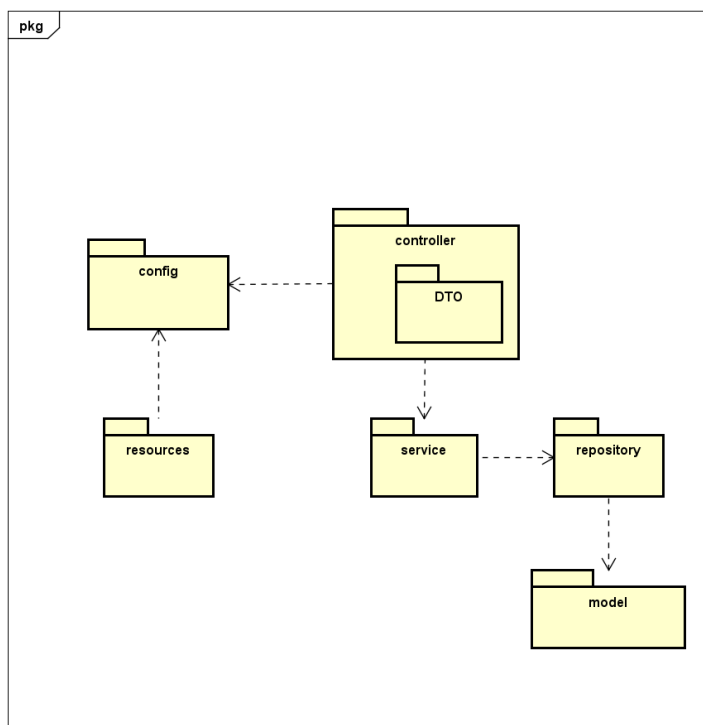 pkg
controller
config
DTO
resources
service
repository
model